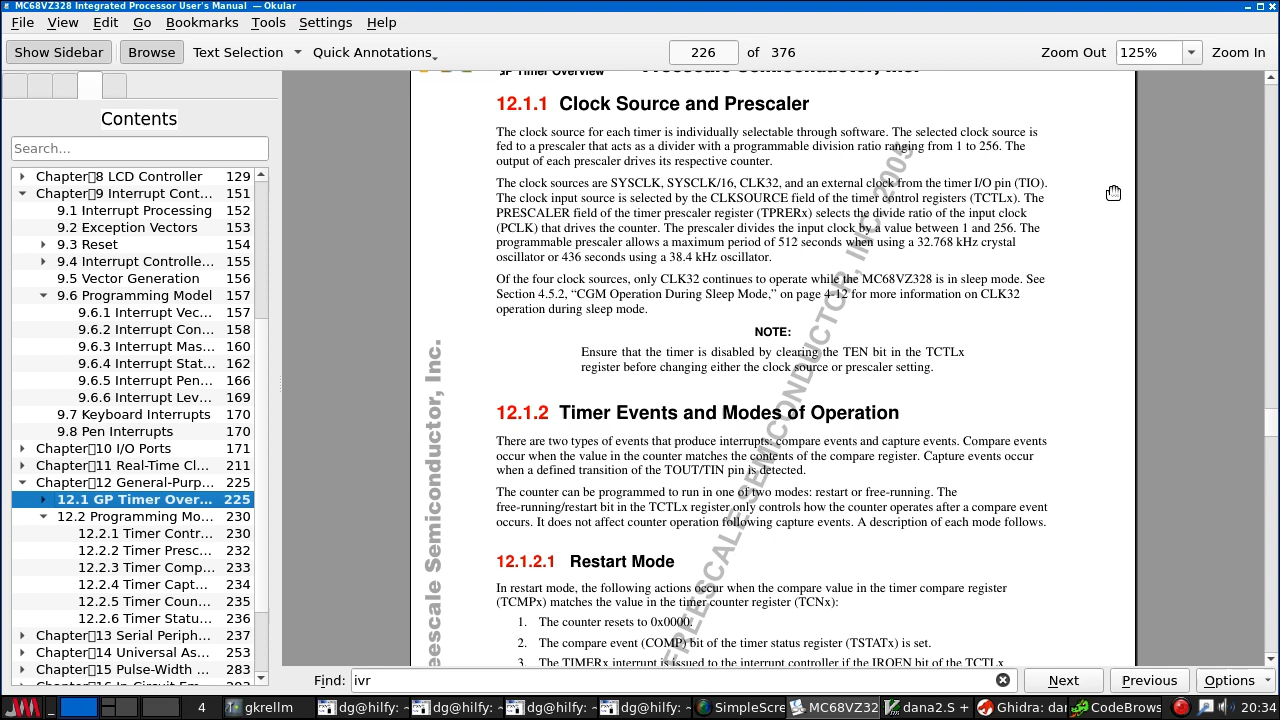 MC68VZ328 Integrated Processor User's Manual — Okular
File View Edit Go Bookmarks Tools Settings Help
Show Sidebar Browse Text Selection Quick Annotations 226 of 376 Zoom Out 125% Zoom In
Contents
Search...
Chapter 8 LCD Controller 129
Chapter 9 Interrupt Cont... 151
9.1 Interrupt Processing 152
9.2 Exception Vectors 153
9.3 Reset 154
9.4 Interrupt Controlle... 155
9.5 Vector Generation 156
9.6 Programming Model 157
9.6.1 Interrupt Vec... 157
9.6.2 Interrupt Con... 158
9.6.3 Interrupt Mas... 160
9.6.4 Interrupt Stat... 162
9.6.5 Interrupt Pen... 166
9.6.6 Interrupt Lev... 169
9.7 Keyboard Interrupts 170
9.8 Pen Interrupts 170
Chapter 10 I/O Ports 171
Chapter 11 Real-Time Cl... 211
Chapter 12 General-Purp... 225
12.1 GP Timer Over... 225
12.2 Programming Mo... 230
12.2.1 Timer Contr... 230
12.2.2 Timer Presc... 232
12.2.3 Timer Comp... 233
12.2.4 Timer Capt... 234
12.2.5 Timer Coun... 235
12.2.6 Timer Statu... 236
Chapter 13 Serial Periph... 237
Chapter 14 Universal As... 253
Chapter 15 Pulse-Width ... 283
GP Timer Overview Freescale Semiconductor, Inc.
12.1.1 Clock Source and Prescaler
The clock source for each timer is individually selectable through software. The selected clock source is
fed to a prescaler that acts as a divider with a programmable division ratio ranging from 1 to 256. The
output of each prescaler drives its respective counter.
The clock sources are SYSCLK, SYSCLK/16, CLK32, and an external clock from the timer I/O pin (TIO).
The clock input source is selected by the CLKSOURCE field of the timer control registers (TCTLx). The
PRESCALER field of the timer prescaler register (TPRERx) selects the divide ratio of the input clock
(PCLK) that drives the counter. The prescaler divides the input clock by a value between 1 and 256. The
programmable prescaler allows a maximum period of 512 seconds when using a 32.768 kHz crystal
oscillator or 436 seconds using a 38.4 kHz oscillator.
Of the four clock sources, only CLK32 continues to operate while the MC68VZ328 is in sleep mode. See
Section 4.5.2, “CGM Operation During Sleep Mode,” on page 4-12 for more information on CLK32
operation during sleep mode.
NOTE:
Ensure that the timer is disabled by clearing the TEN bit in the TCTLx
register before changing either the clock source or prescaler setting.
12.1.2 Timer Events and Modes of Operation
There are two types of events that produce interrupts: compare events and capture events. Compare events
occur when the value in the counter matches the contents of the compare register. Capture events occur
when a defined transition of the TOUT/TIN pin is detected.
The counter can be programmed to run in one of two modes: restart or free-running. The
free-running/restart bit in the TCTLx register only controls how the counter operates after a compare event
occurs. It does not affect counter operation following capture events. A description of each mode follows.
12.1.2.1 Restart Mode
In restart mode, the following actions occur when the compare value in the timer compare register
(TCMPx) matches the value in the timer counter register (TCNx):
1. The counter resets to 0x0000.
2. The compare event (COMP) bit of the timer status register (TSTATx) is set.
3. The TIMERx interrupt is issued to the interrupt controller if the IRQEN bit of the TCTLx
eescale Semiconductor, Inc.
FREESCALE SEMICONDUCTOR, INC. 2005
Find: ivr Next Previous Options
4 gkrellm dg@hilfy: ~ dg@hilfy: ~ dg@hilfy: ~ dg@hilfy: ~ SimpleScre MC68VZ32 dana2.S + Ghidra: da CodeBrows 20:34